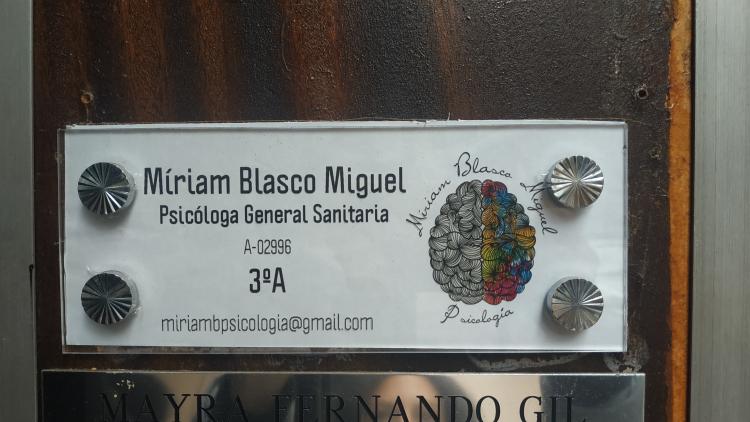 Míriam Blasco Miguel
Psicóloga General Sanitaria
A-02996
3ºA
miriambpsicologia@gmail.com
Míriam Blasco Miguel
Psicología
MAYRA FERNANDO GIL